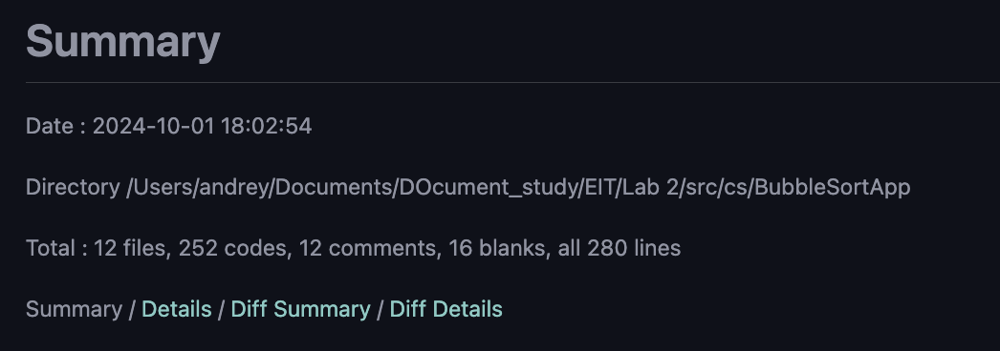 Summary
Date : 2024-10-01 18:02:54
Directory /Users/andrey/Documents/DOcument_study/EIT/Lab 2/src/cs/BubbleSortApp
Total : 12 files, 252 codes, 12 comments, 16 blanks, all 280 lines
Summary / Details / Diff Summary / Diff Details